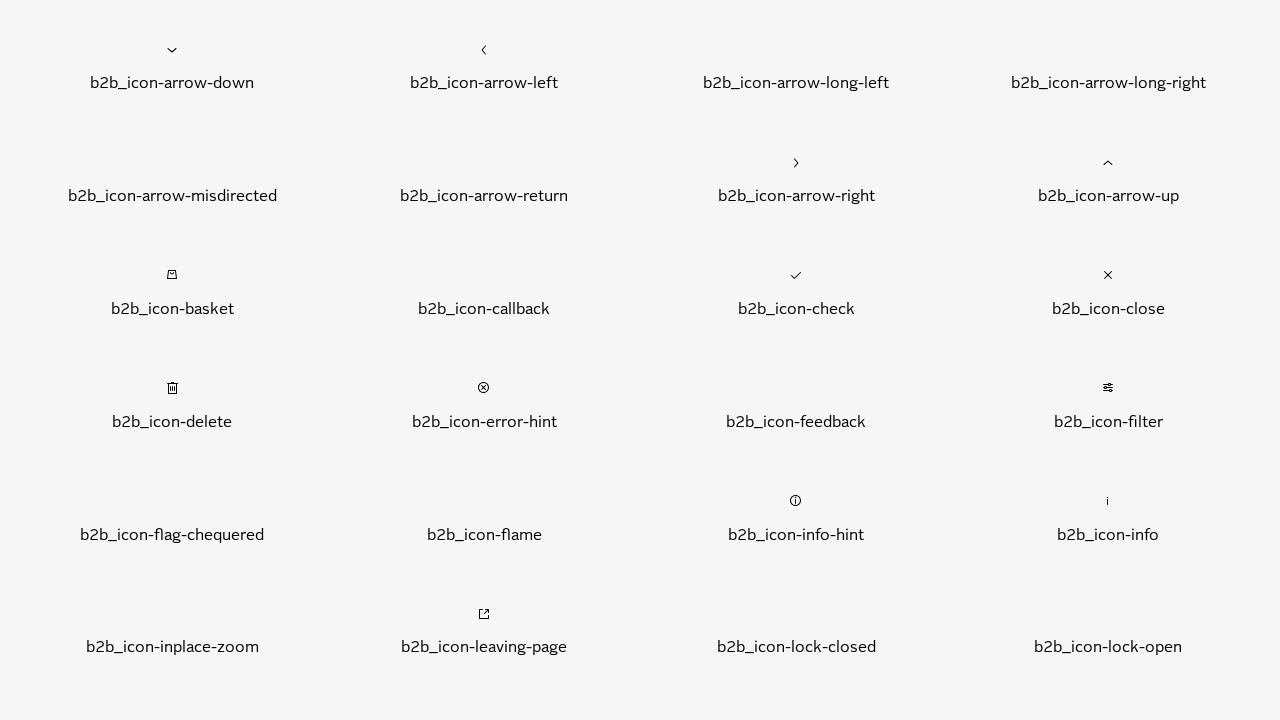 b2b_icon-arrow-down
b2b_icon-arrow-left
b2b_icon-arrow-long-left
b2b_icon-arrow-long-right
b2b_icon-arrow-misdirected
b2b_icon-arrow-return
b2b_icon-arrow-right
b2b_icon-arrow-up
b2b_icon-basket
b2b_icon-callback
b2b_icon-check
b2b_icon-close
b2b_icon-delete
b2b_icon-error-hint
b2b_icon-feedback
b2b_icon-filter
b2b_icon-flag-chequered
b2b_icon-flame
b2b_icon-info-hint
b2b_icon-info
b2b_icon-inplace-zoom
b2b_icon-leaving-page
b2b_icon-lock-closed
b2b_icon-lock-open